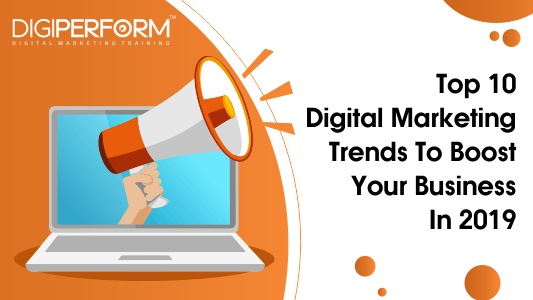 DIGIPERFORM™
DIGITAL MARKETING TRAINING
Top 10
Digital Marketing
Trends To Boost
Your Business
In 2019